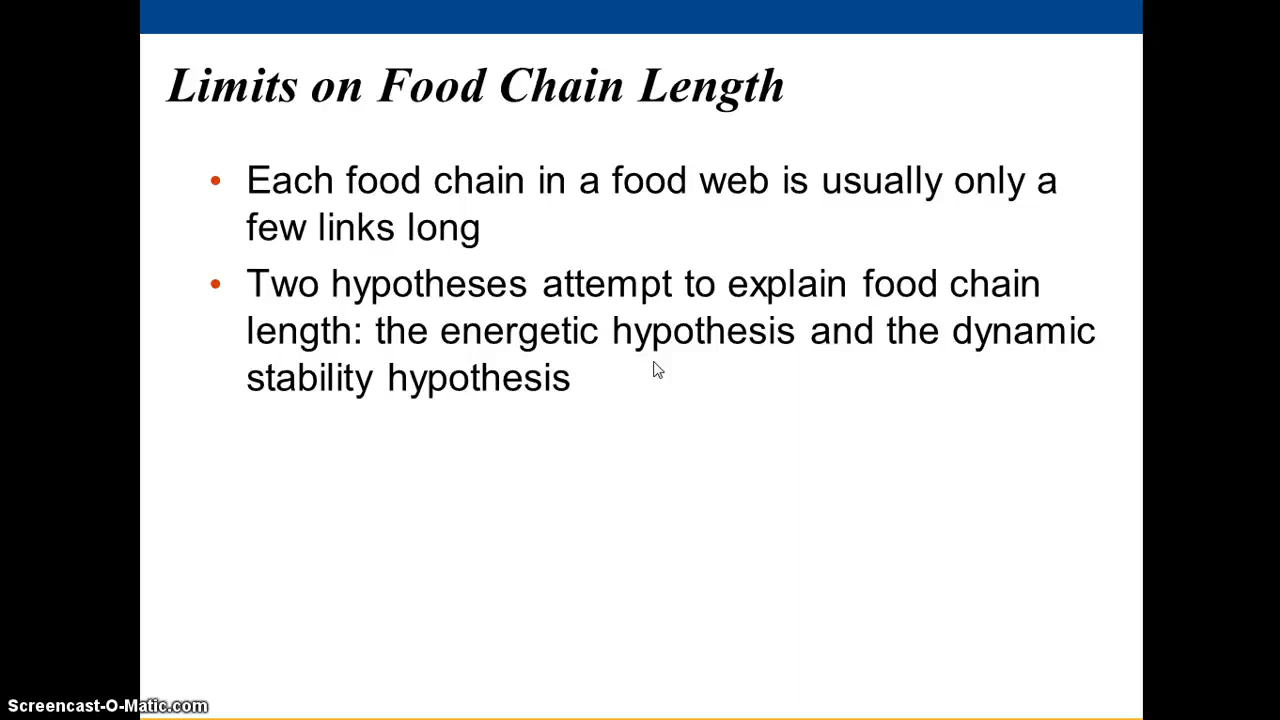 Limits on Food Chain Length
• Each food chain in a food web is usually only a
few links long
• Two hypotheses attempt to explain food chain
length: the energetic hypothesis and the dynamic
stability hypothesis
Screencast-O-Matic.com